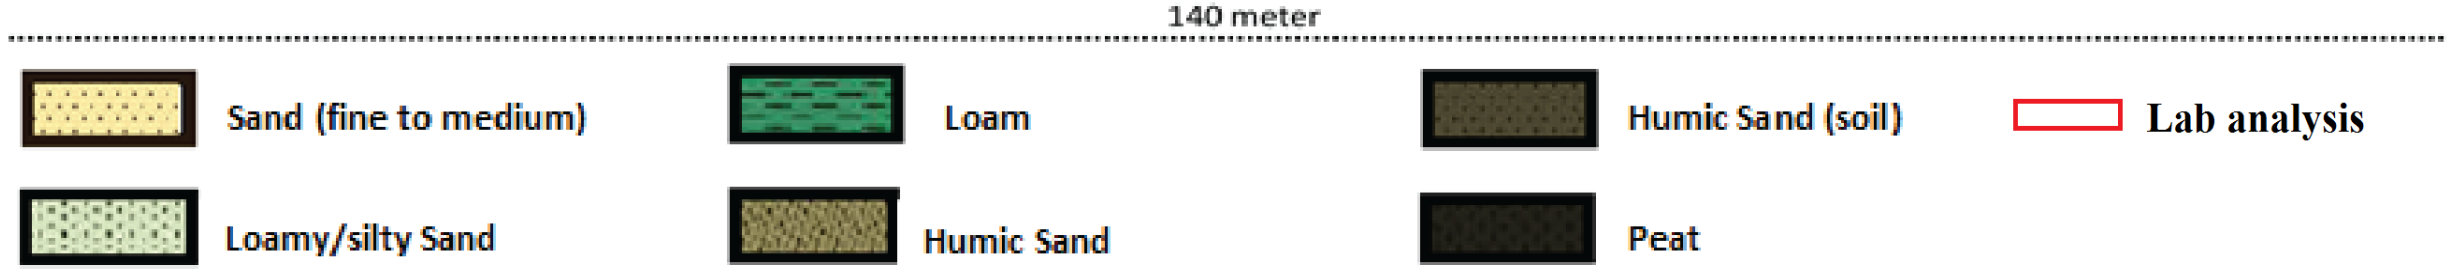 140 meter
Sand (fine to medium)
Loam
Humic Sand (soil)
Lab analysis
Loamy/silty Sand
Humic Sand
Peat